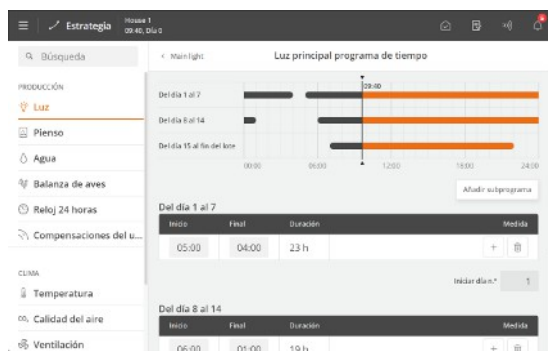 Estrategia
House 1
09:40, Día 0
Búsqueda
PRODUCCIÓN
Luz
Pienso
Agua
Balanza de aves
Reloj 24 horas
Compensaciones del u...
CLIMA
Temperatura
CO₂ Calidad del aire
Ventilación
< Main light
Luz principal programa de tiempo
09:40
Del día 1 al 7
Del día 8 al 14
Del día 15 al fin del lote
00:00 06:00 12:00 18:00 24:00
Añadir subprograma
Del día 1 al 7
Inicio Final Duración Medida
05:00 04:00 23 h +
Iniciar día n.º 1
Del día 8 al 14
Inicio Final Duración Medida
06:00 01:00 19 h +